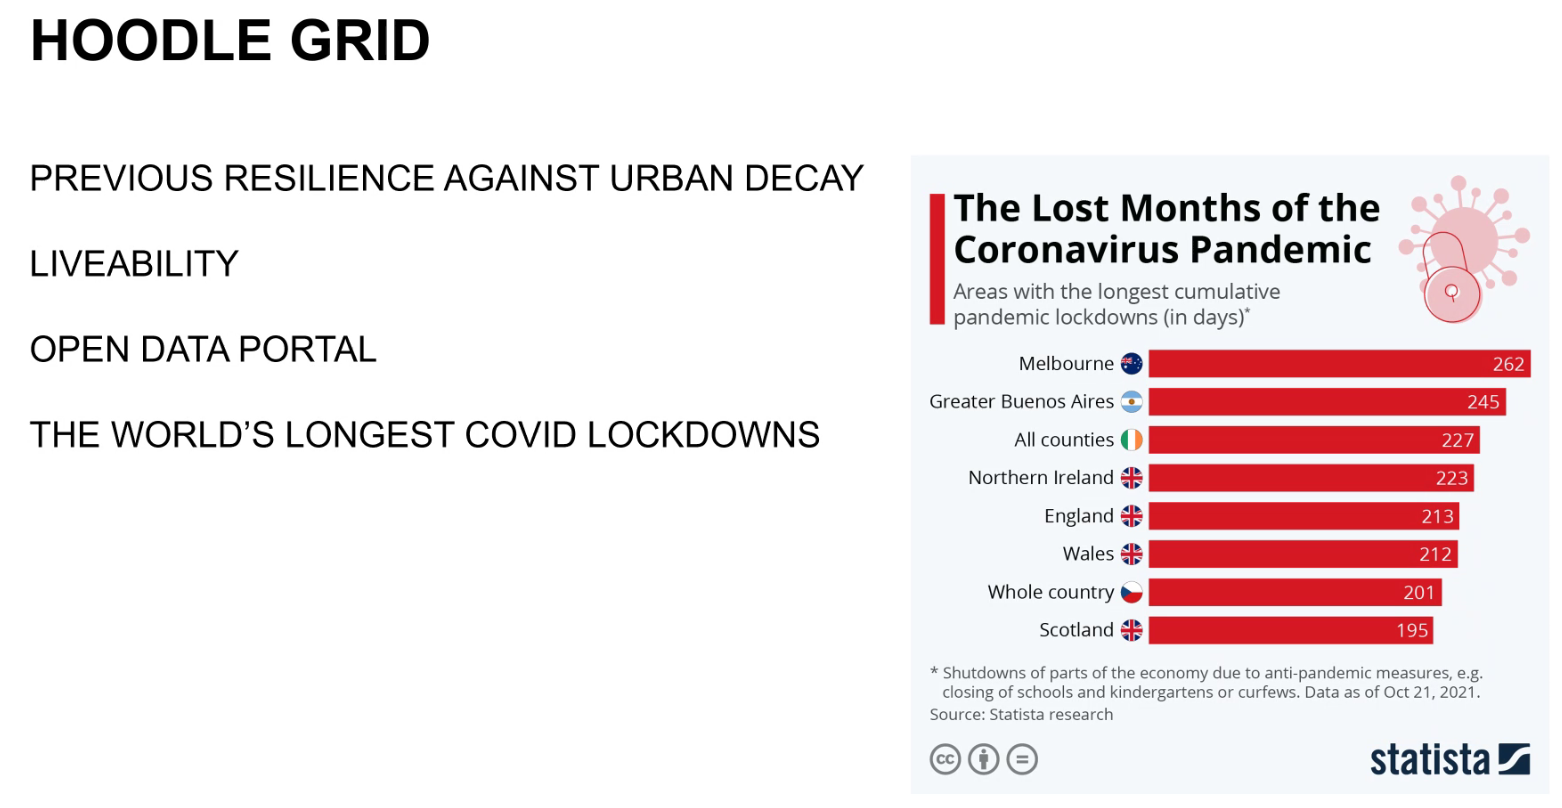 HOODLE GRID
PREVIOUS RESILIENCE AGAINST URBAN DECAY
LIVEABILITY
OPEN DATA PORTAL
THE WORLD’S LONGEST COVID LOCKDOWNS
The Lost Months of the
Coronavirus Pandemic
Areas with the longest cumulative
pandemic lockdowns (in days)*
Melbourne 262
Greater Buenos Aires 245
All counties 227
Northern Ireland 223
England 213
Wales 212
Whole country 201
Scotland 195
* Shutdowns of parts of the economy due to anti-pandemic measures, e.g.
closing of schools and kindergartens or curfews. Data as of Oct 21, 2021.
Source: Statista research
cc
statista